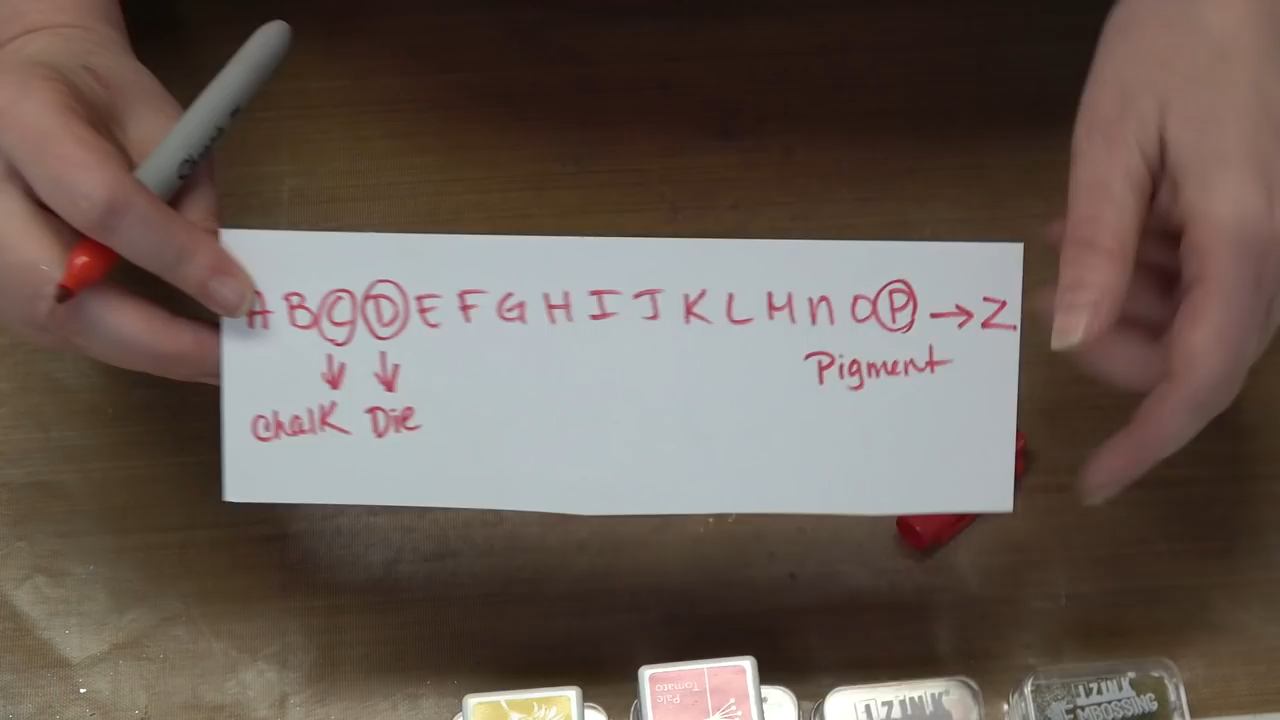 A B C D E F G H I J K L M n O P → Z
Pigment
Chalk Die
Pale
Tomato
IZINK
IZINK
EMBOSSING